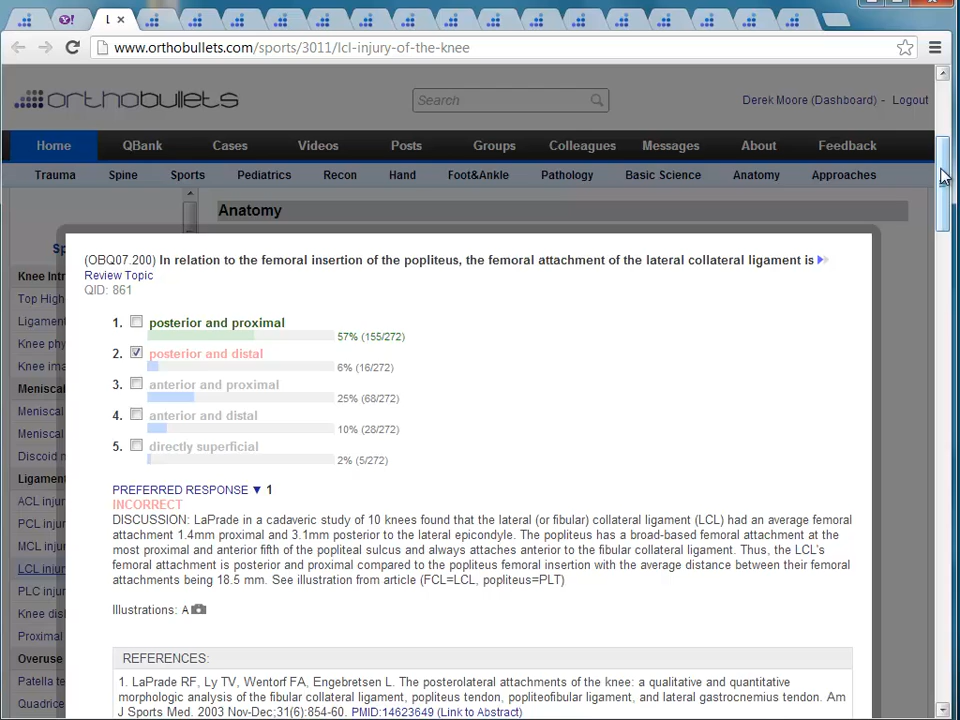 Y!
l
www.orthobullets.com/sports/3011/lcl-injury-of-the-knee
orthobullets
Search
Derek Moore (Dashboard) - Logout
Home QBank Cases Videos Posts Groups Colleagues Messages About Feedback
Trauma Spine Sports Pediatrics Recon Hand Foot&Ankle Pathology Basic Science Anatomy Approaches
Anatomy
Sp
Knee Intr
Top High
Ligament
Knee phy
Knee ima
Meniscal
Meniscal
Meniscal
Discoid m
Ligament
ACL injur
PCL injur
MCL injur
LCL injur
PLC injur
Knee disl
Proximal
Overuse
Patella te
Quadrice
(OBQ07.200) In relation to the femoral insertion of the popliteus, the femoral attachment of the lateral collateral ligament is
Review Topic
QID: 861
1. posterior and proximal
57% (155/272)
2. posterior and distal
6% (16/272)
3. anterior and proximal
25% (68/272)
4. anterior and distal
10% (28/272)
5. directly superficial
2% (5/272)
PREFERRED RESPONSE ▼ 1
INCORRECT
DISCUSSION: LaPrade in a cadaveric study of 10 knees found that the lateral (or fibular) collateral ligament (LCL) had an average femoral
attachment 1.4mm proximal and 3.1mm posterior to the lateral epicondyle. The popliteus has a broad-based femoral attachment at the
most proximal and anterior fifth of the popliteal sulcus and always attaches anterior to the fibular collateral ligament. Thus, the LCL's
femoral attachment is posterior and proximal compared to the popliteus femoral insertion with the average distance between their femoral
attachments being 18.5 mm. See illustration from article (FCL=LCL, popliteus=PLT)
Illustrations: A
REFERENCES:
1. LaPrade RF, Ly TV, Wentorf FA, Engebretsen L. The posterolateral attachments of the knee: a qualitative and quantitative
morphologic analysis of the fibular collateral ligament, popliteus tendon, popliteofibular ligament, and lateral gastrocnemius tendon. Am
J Sports Med. 2003 Nov-Dec;31(6):854-60. PMID:14623649 (Link to Abstract)